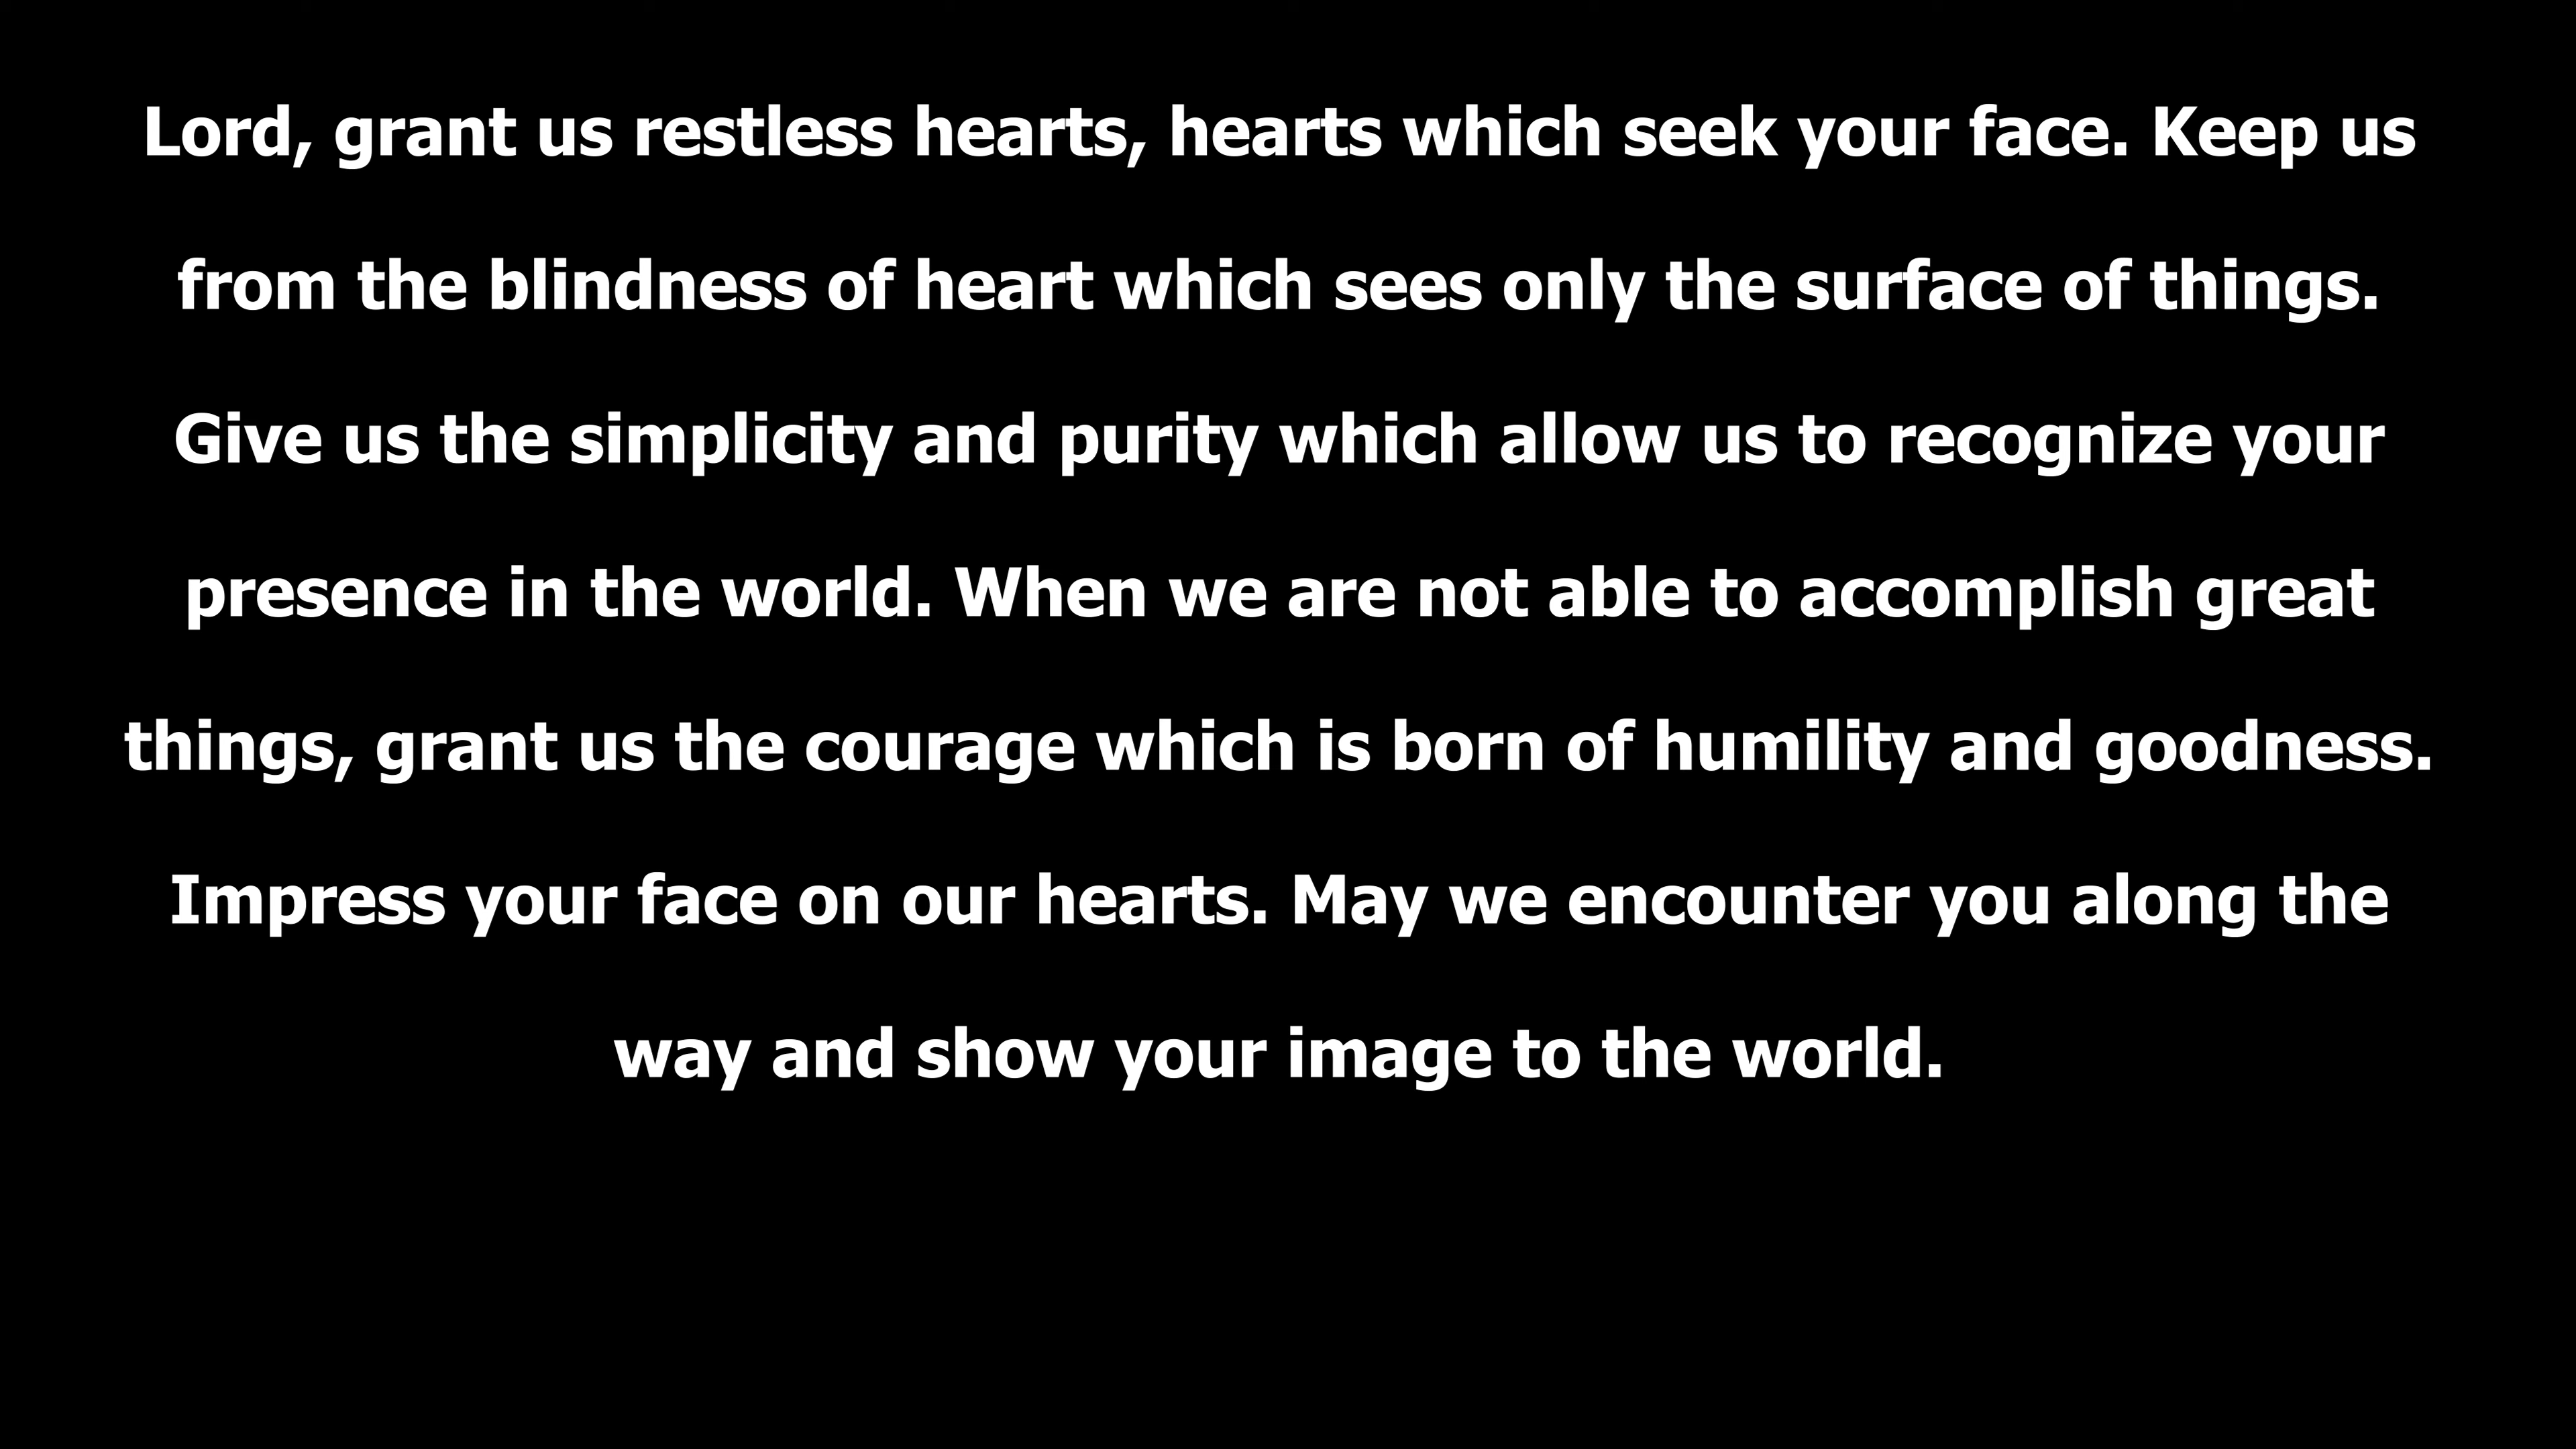 Lord, grant us restless hearts, hearts which seek your face. Keep us
from the blindness of heart which sees only the surface of things.
Give us the simplicity and purity which allow us to recognize your
presence in the world. When we are not able to accomplish great
things, grant us the courage which is born of humility and goodness.
Impress your face on our hearts. May we encounter you along the
way and show your image to the world.